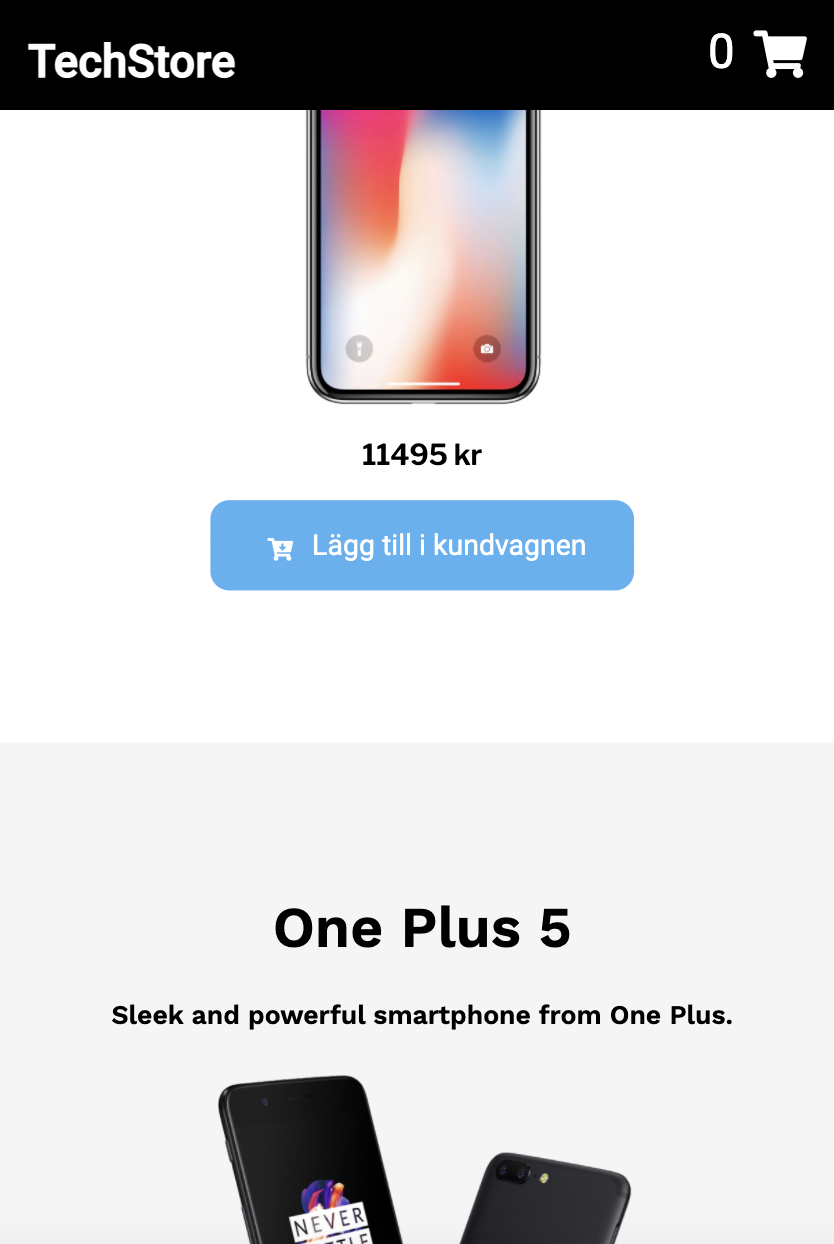 TechStore
0
11495 kr
Lägg till i kundvagnen
One Plus 5
Sleek and powerful smartphone from One Plus.
NEVER